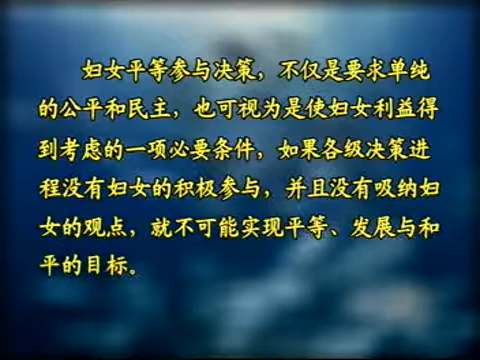 妇女平等参与决策，不仅是要求单纯
的公平和民主，也可视为是使妇女利益得
到考虑的一项必要条件，如果各级决策进
程没有妇女的积极参与，并且没有吸纳妇
女的观点，就不可能实现平等、发展与和
平的目标。